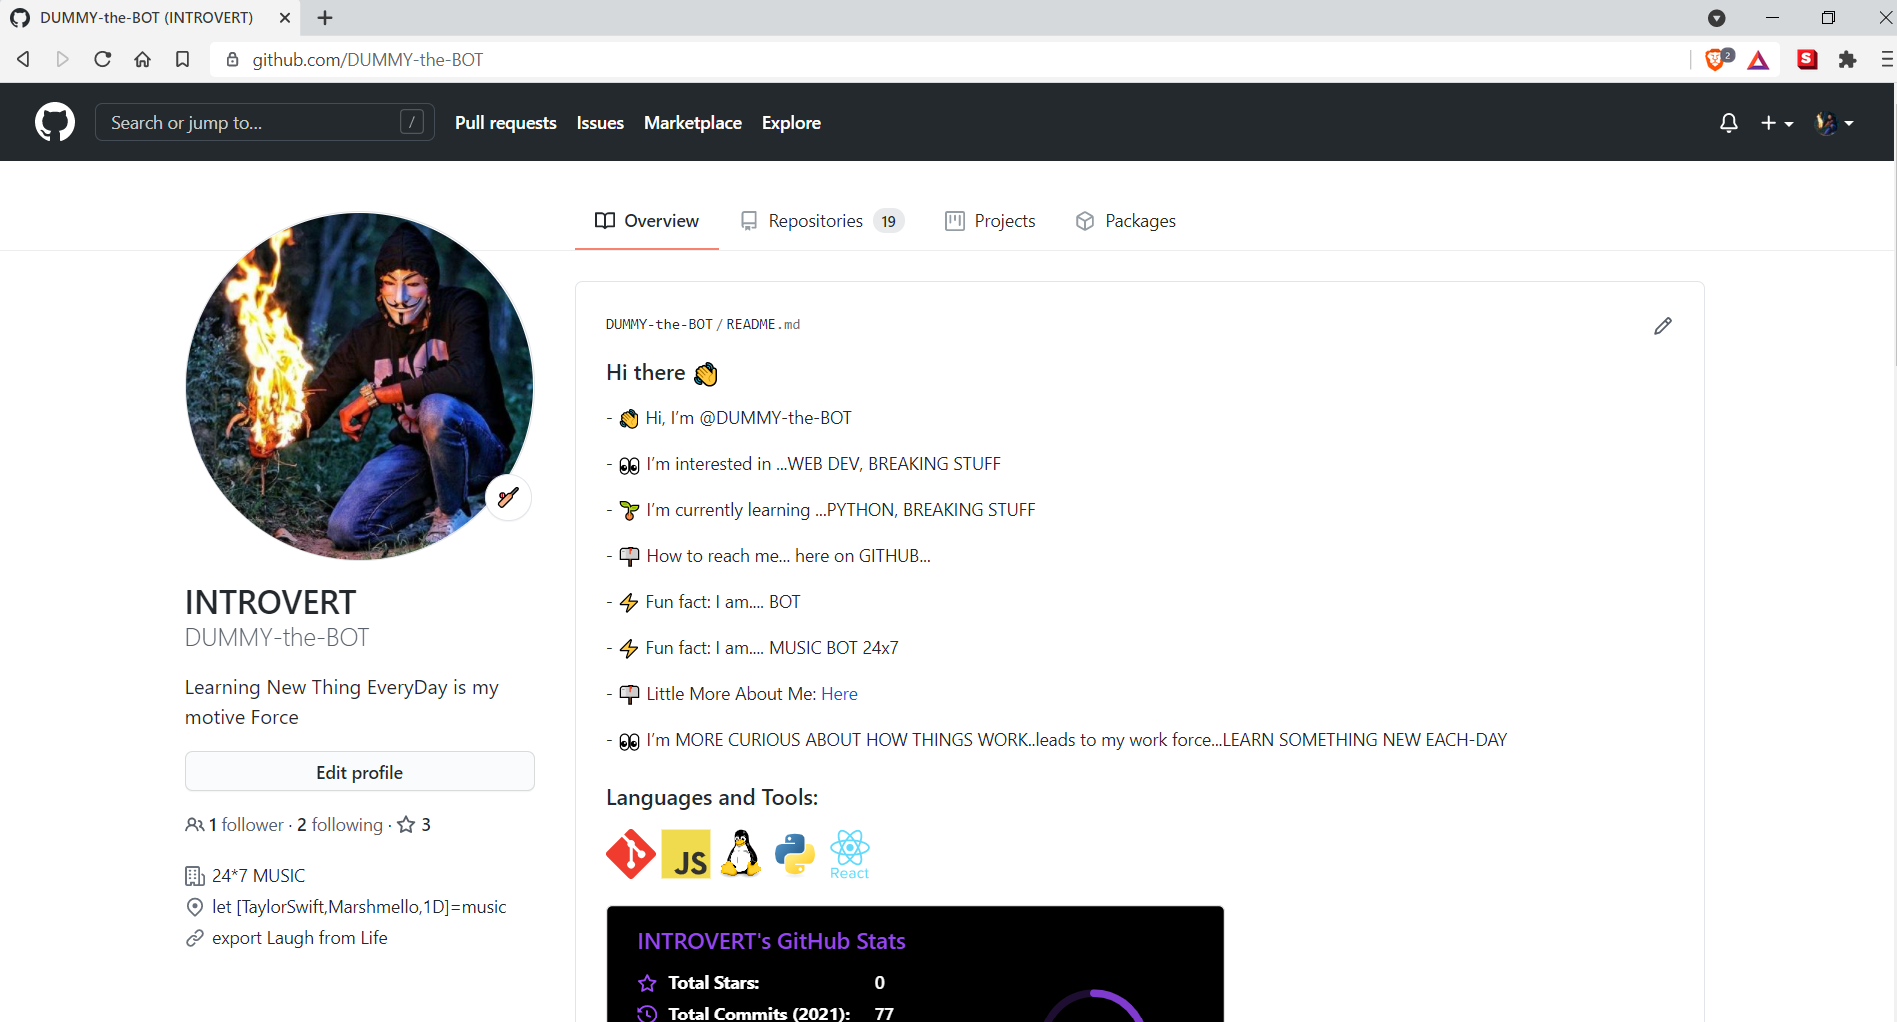 DUMMY-the-BOT (INTROVERT)
github.com/DUMMY-the-BOT
2
S
Search or jump to...
/
Pull requests
Issues
Marketplace
Explore
Overview
Repositories 19
Projects
Packages
INTROVERT
DUMMY-the-BOT
Learning New Thing EveryDay is my
motive Force
Edit profile
1 follower · 2 following · 3
24*7 MUSIC
let [TaylorSwift,Marshmello,1D]=music
export Laugh from Life
DUMMY-the-BOT / README.md
Hi there 👋
- 👋 Hi, I’m @DUMMY-the-BOT
- 👀 I’m interested in ...WEB DEV, BREAKING STUFF
- 🌱 I’m currently learning ...PYTHON, BREAKING STUFF
- 📫 How to reach me... here on GITHUB...
- ⚡ Fun fact: I am.... BOT
- ⚡ Fun fact: I am.... MUSIC BOT 24x7
- 📫 Little More About Me: Here
- 👀 I’m MORE CURIOUS ABOUT HOW THINGS WORK..leads to my work force...LEARN SOMETHING NEW EACH-DAY
Languages and Tools:
JS
React
INTROVERT's GitHub Stats
Total Stars: 0
Total Commits (2021): 77